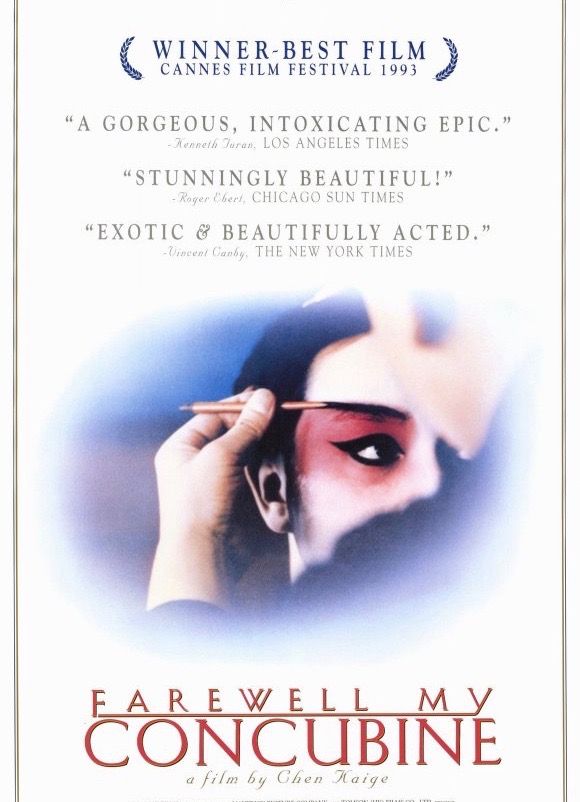 WINNER-BEST FILM
CANNES FILM FESTIVAL 1993
“A GORGEOUS, INTOXICATING EPIC.”
-Kenneth Turan, LOS ANGELES TIMES
“STUNNINGLY BEAUTIFUL!”
-Roger Ebert, CHICAGO SUN TIMES
“EXOTIC & BEAUTIFULLY ACTED.”
-Vincent Canby, THE NEW YORK TIMES
FAREWELL MY
CONCUBINE
a film by Chen Kaige